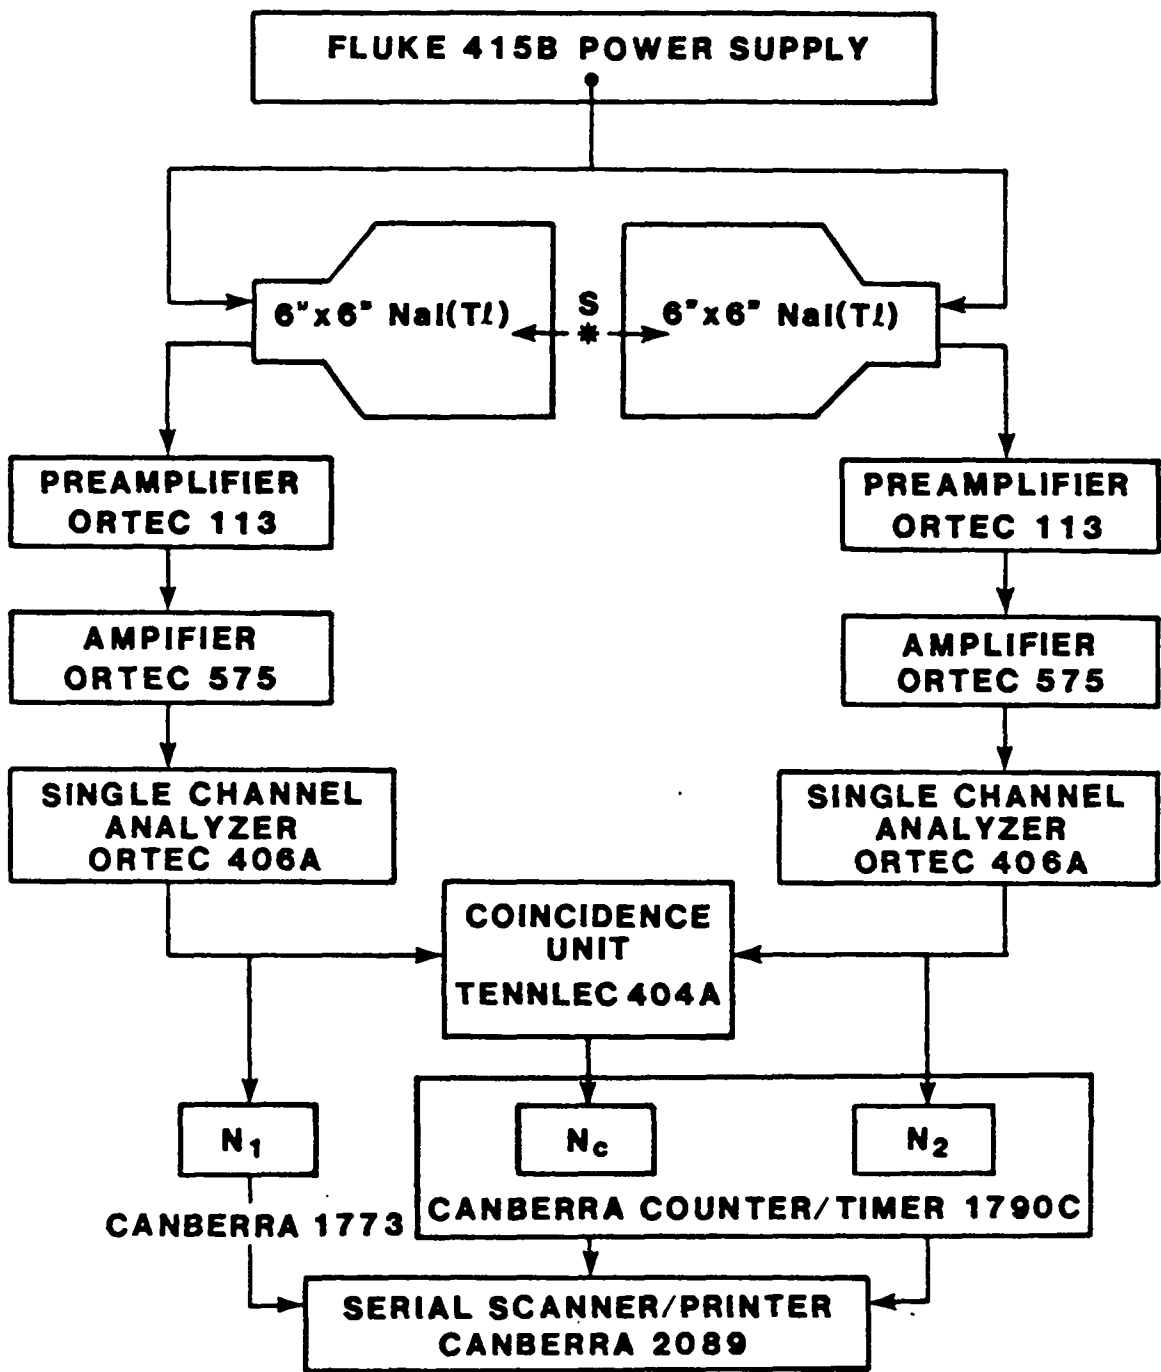 FLUKE 415B POWER SUPPLY
6"x6" NaI(Tl)
S
*
6"x6" NaI(Tl)
PREAMPLIFIER
ORTEC 113
PREAMPLIFIER
ORTEC 113
AMPIFIER
ORTEC 575
AMPLIFIER
ORTEC 575
SINGLE CHANNEL
ANALYZER
ORTEC 406A
SINGLE CHANNEL
ANALYZER
ORTEC 406A
COINCIDENCE
UNIT
TENNLEC 404A
N1
Nc
N2
CANBERRA 1773
CANBERRA COUNTER/TIMER 1790C
SERIAL SCANNER/PRINTER
CANBERRA 2089